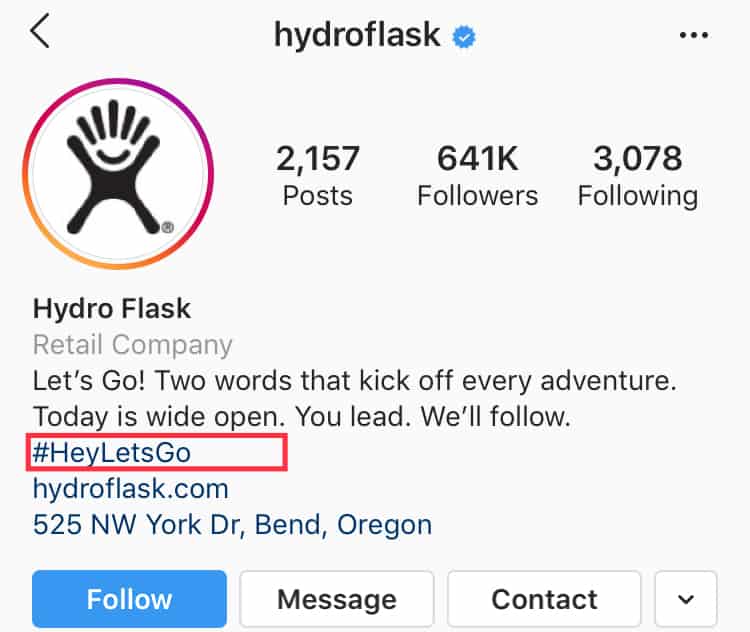 hydroflask
2,157 641K 3,078
Posts Followers Following
®
Hydro Flask
Retail Company
Let’s Go! Two words that kick off every adventure.
Today is wide open. You lead. We’ll follow.
#HeyLetsGo
hydroflask.com
525 NW York Dr, Bend, Oregon
Follow Message Contact